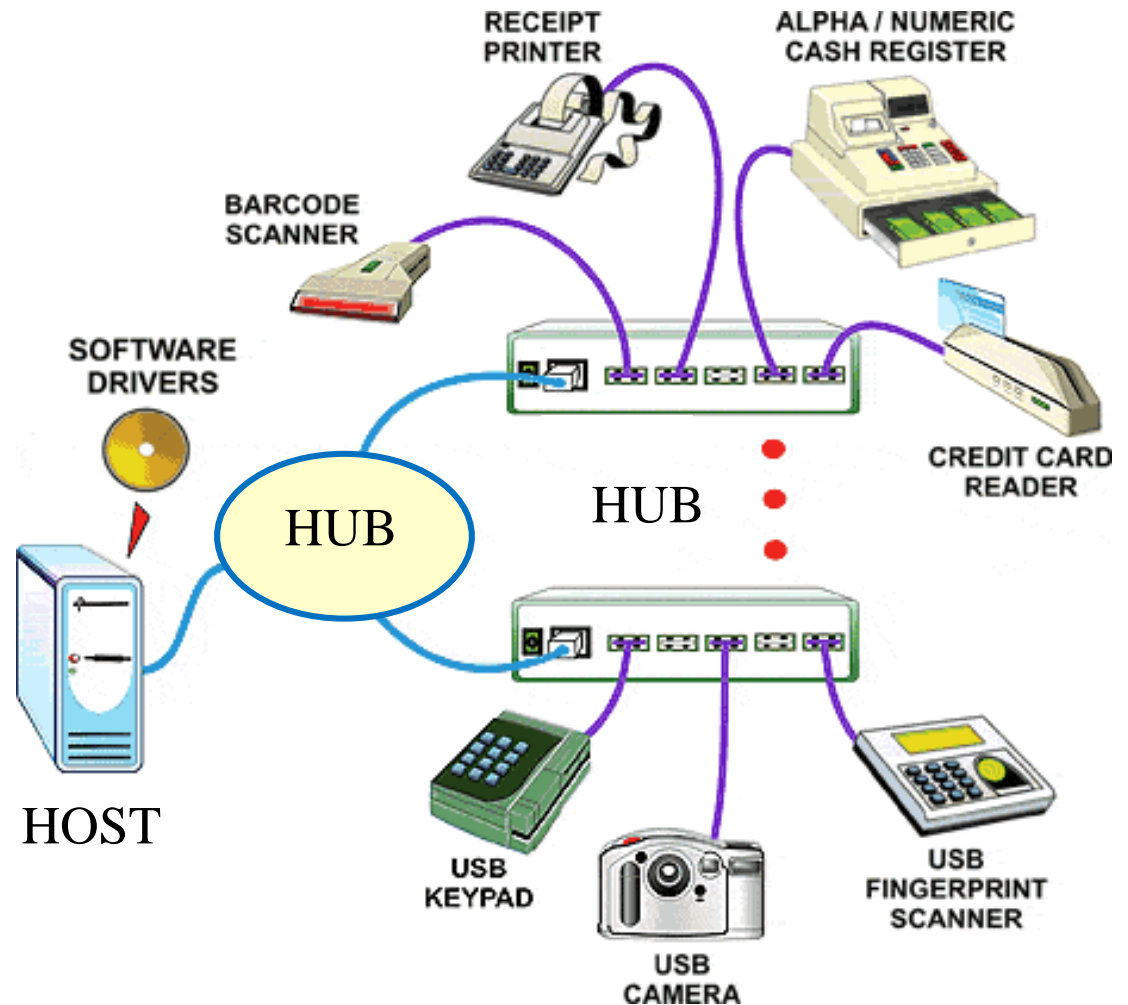 RECEIPT
PRINTER
ALPHA / NUMERIC
CASH REGISTER
BARCODE
SCANNER
SOFTWARE
DRIVERS
CREDIT CARD
READER
HUB
HUB
HOST
USB
KEYPAD
USB
CAMERA
USB
FINGERPRINT
SCANNER